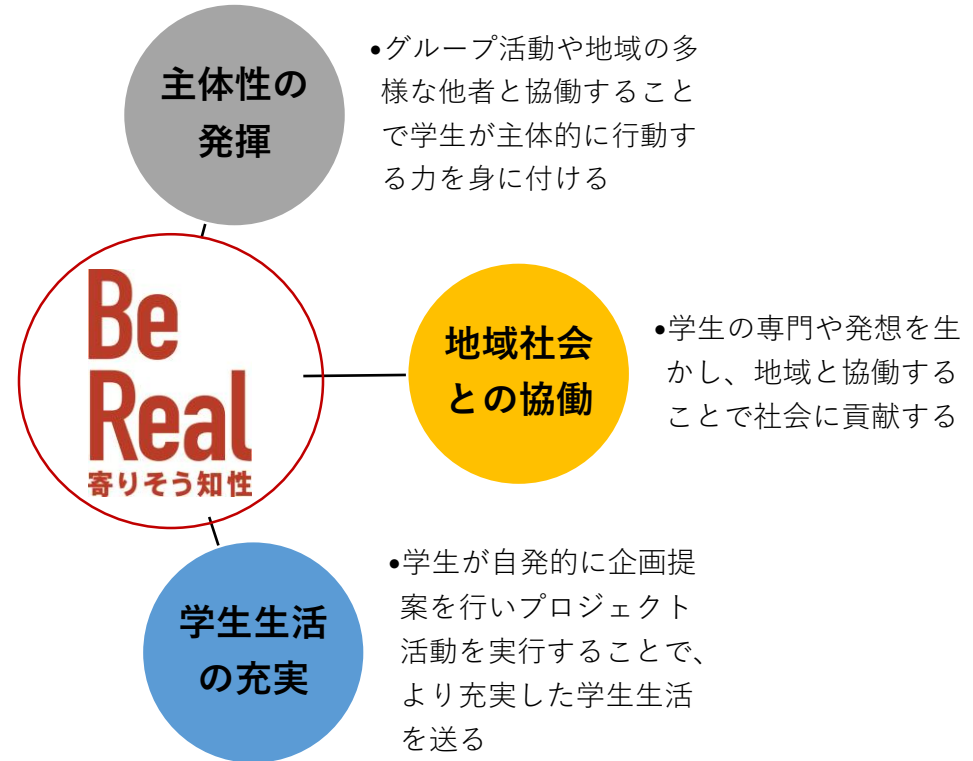 主体性の
発揮
•グループ活動や地域の多
様な他者と協働すること
で学生が主体的に行動す
る力を身に付ける
Be
Real
寄りそう知性
地域社会
との協働
•学生の専門や発想を生
かし、地域と協働する
ことで社会に貢献する
学生生活
の充実
•学生が自発的に企画提
案を行いプロジェクト
活動を実行することで、
より充実した学生生活
を送る